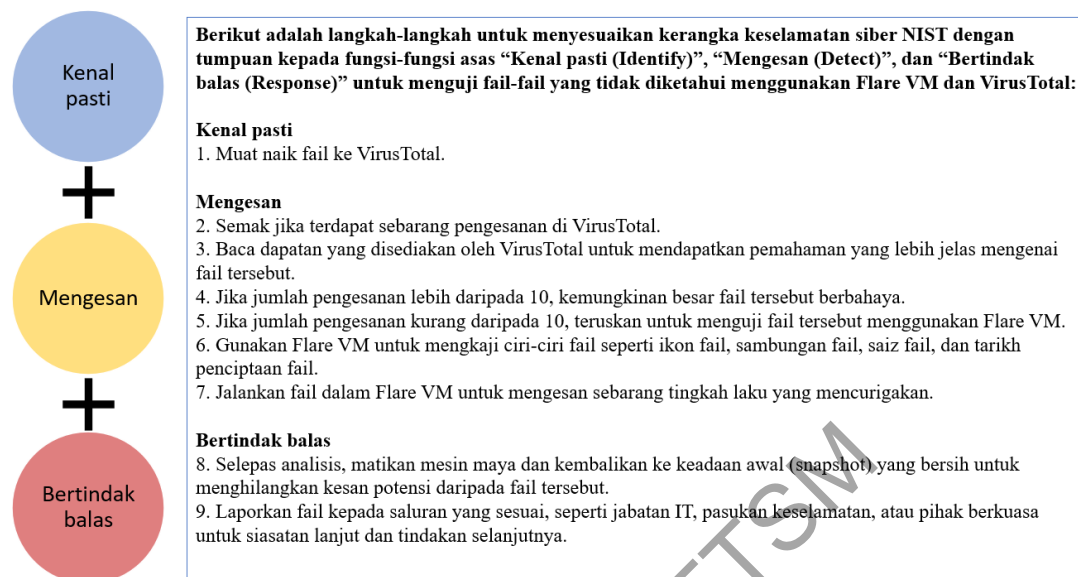 Kenal
pasti
Mengesan
Bertindak
balas
Berikut adalah langkah-langkah untuk menyesuaikan kerangka keselamatan siber NIST dengan
tumpuan kepada fungsi-fungsi asas “Kenal pasti (Identify)”, “Mengesan (Detect)”, dan “Bertindak
balas (Response)” untuk menguji fail-fail yang tidak diketahui menggunakan Flare VM dan VirusTotal:
Kenal pasti
1. Muat naik fail ke VirusTotal.
Mengesan
2. Semak jika terdapat sebarang pengesanan di VirusTotal.
3. Baca dapatan yang disediakan oleh VirusTotal untuk mendapatkan pemahaman yang lebih jelas mengenai
fail tersebut.
4. Jika jumlah pengesanan lebih daripada 10, kemungkinan besar fail tersebut berbahaya.
5. Jika jumlah pengesanan kurang daripada 10, teruskan untuk menguji fail tersebut menggunakan Flare VM.
6. Gunakan Flare VM untuk mengkaji ciri-ciri fail seperti ikon fail, sambungan fail, saiz fail, dan tarikh
penciptaan fail.
7. Jalankan fail dalam Flare VM untuk mengesan sebarang tingkah laku yang mencurigakan.
Bertindak balas
8. Selepas analisis, matikan mesin maya dan kembalikan ke keadaan awal (snapshot) yang bersih untuk
menghilangkan kesan potensi daripada fail tersebut.
9. Laporkan fail kepada saluran yang sesuai, seperti jabatan IT, pasukan keselamatan, atau pihak berkuasa
untuk siasatan lanjut dan tindakan selanjutnya.